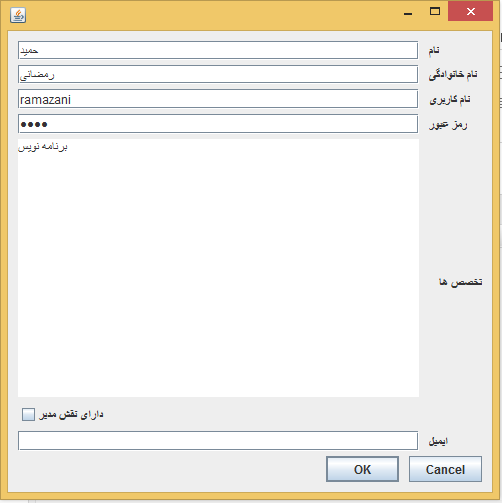 نام حمید
نام خانوادگی رمضانی
نام کاربری ramazani
رمز عبور ••••
برنامه نویس
تخصص ها
دارای نقش مدیر
ایمیل
OK Cancel